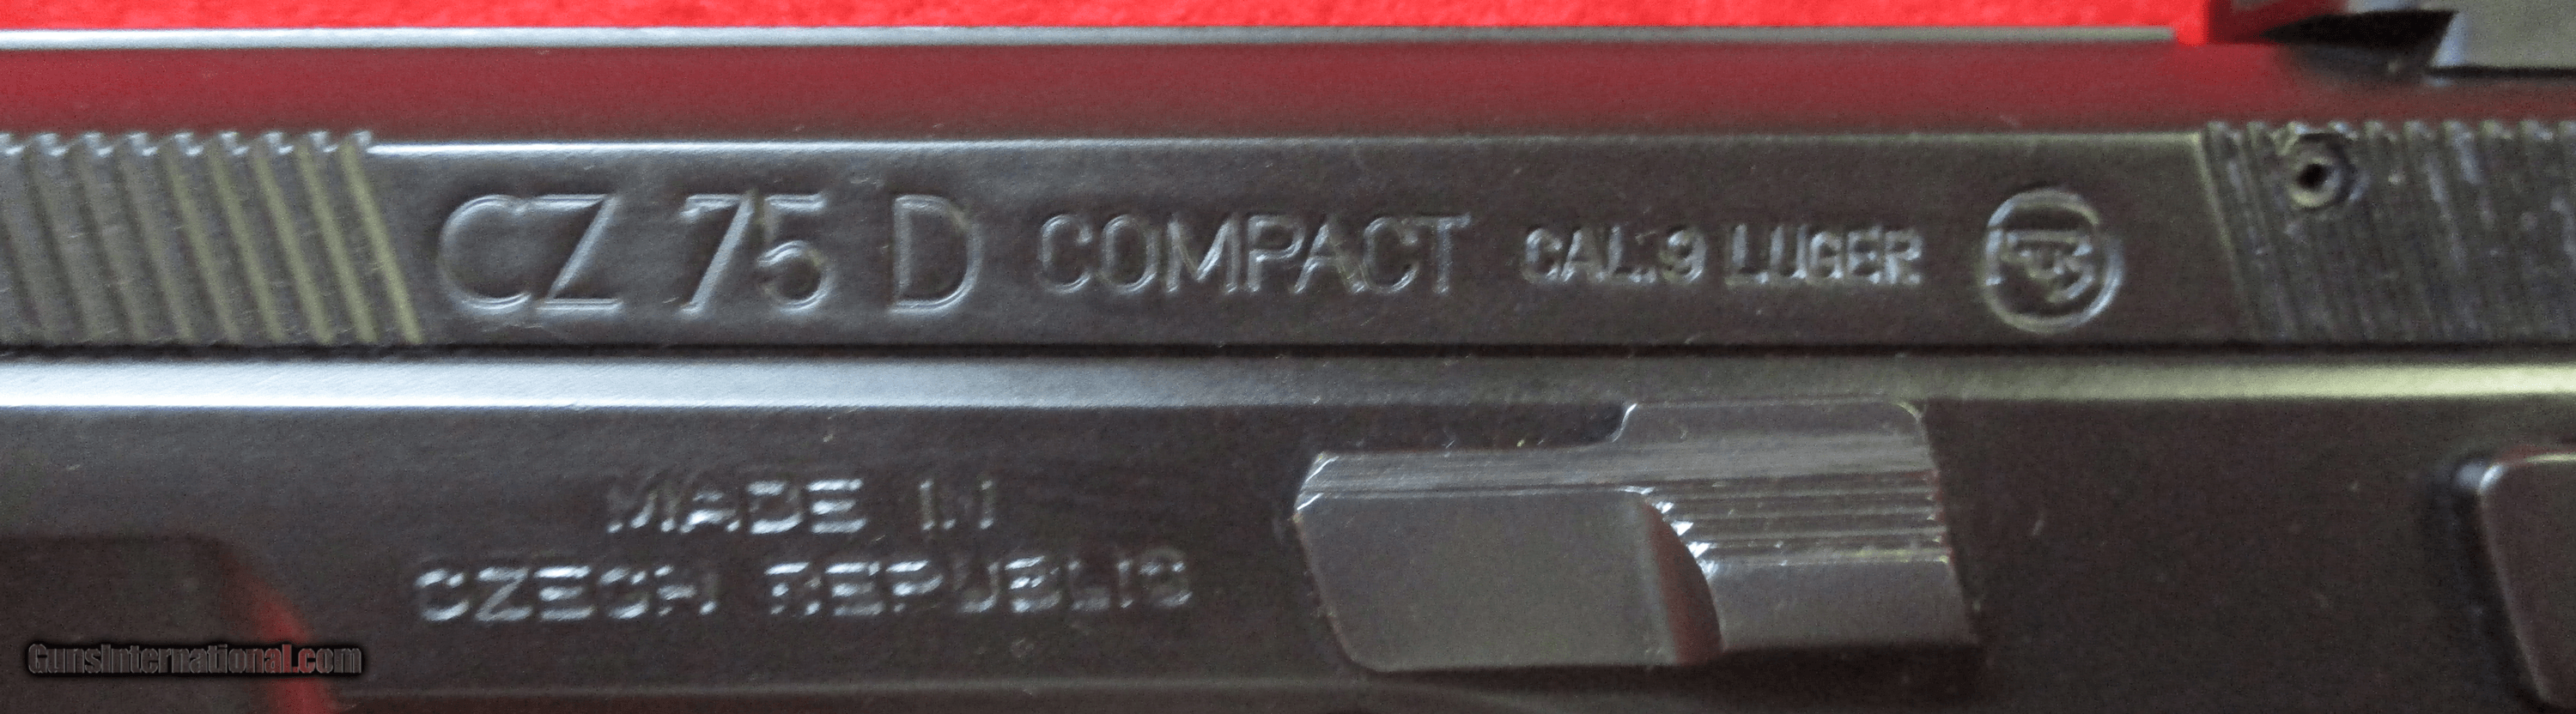 CZ 75 D COMPACT CAL.9 LUGER
MADE IN
CZECH REPUBLIC
GunsInternational.com